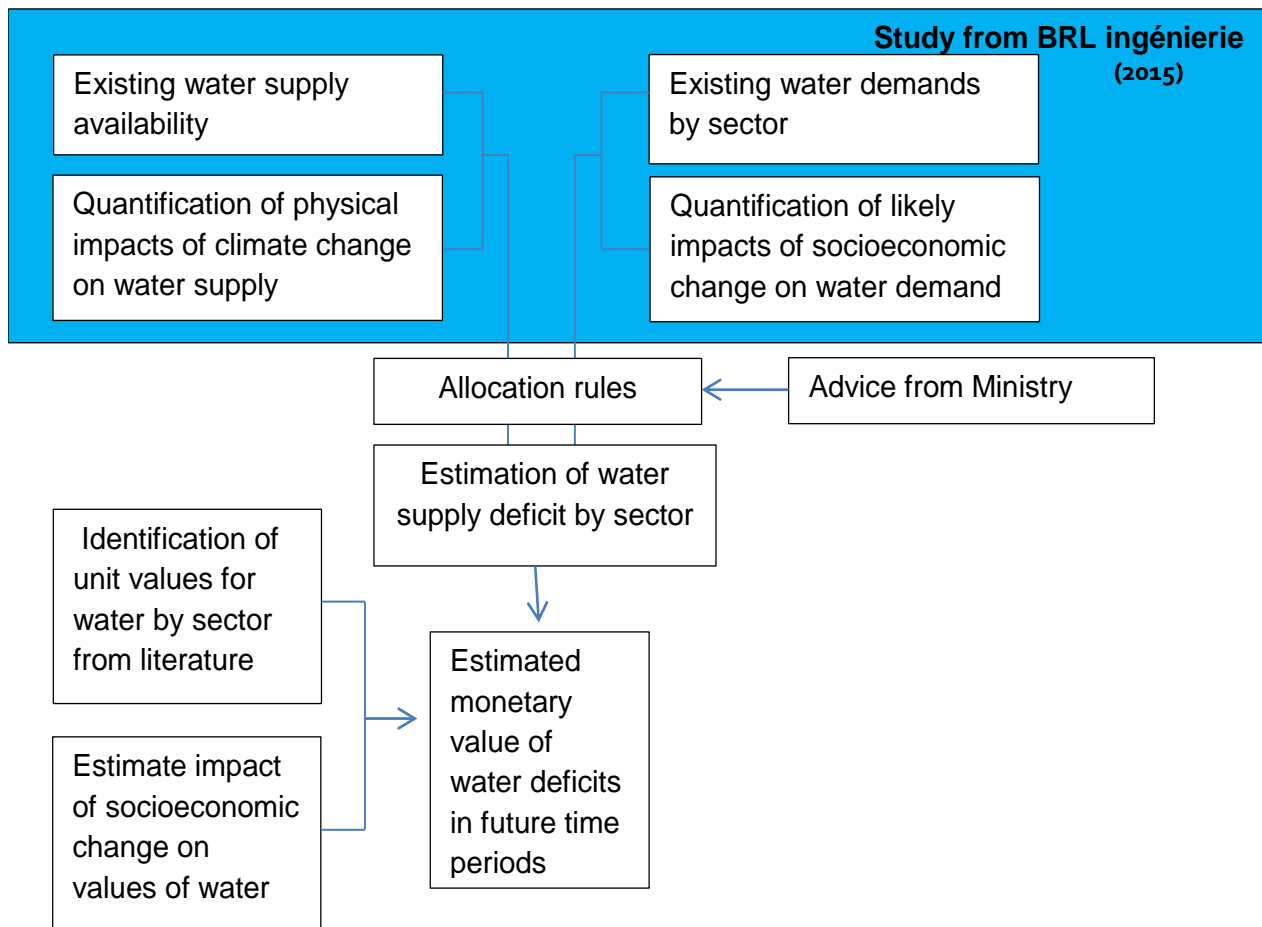 Study from BRL ingénierie
(2015)
Existing water supply
availability
Existing water demands
by sector
Quantification of physical
impacts of climate change
on water supply
Quantification of likely
impacts of socioeconomic
change on water demand
Allocation rules
Advice from Ministry
Estimation of water
supply deficit by sector
Identification of
unit values for
water by sector
from literature
Estimated
monetary
value of
water deficits
in future time
periods
Estimate impact
of socioeconomic
change on
values of water